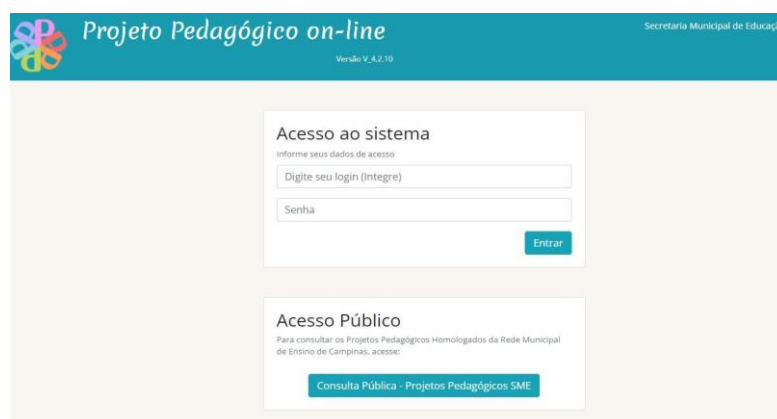 Projeto Pedagógico on-line
Secretaria Municipal de Educaçã
Versão V_4.2.10
Acesso ao sistema
Informe seus dados de acesso
Digite seu login (Integre)
Senha
Entrar
Acesso Público
Para consultar os Projetos Pedagógicos Homologados da Rede Municipal
de Ensino de Campinas, acesse:
Consulta Pública - Projetos Pedagógicos SME